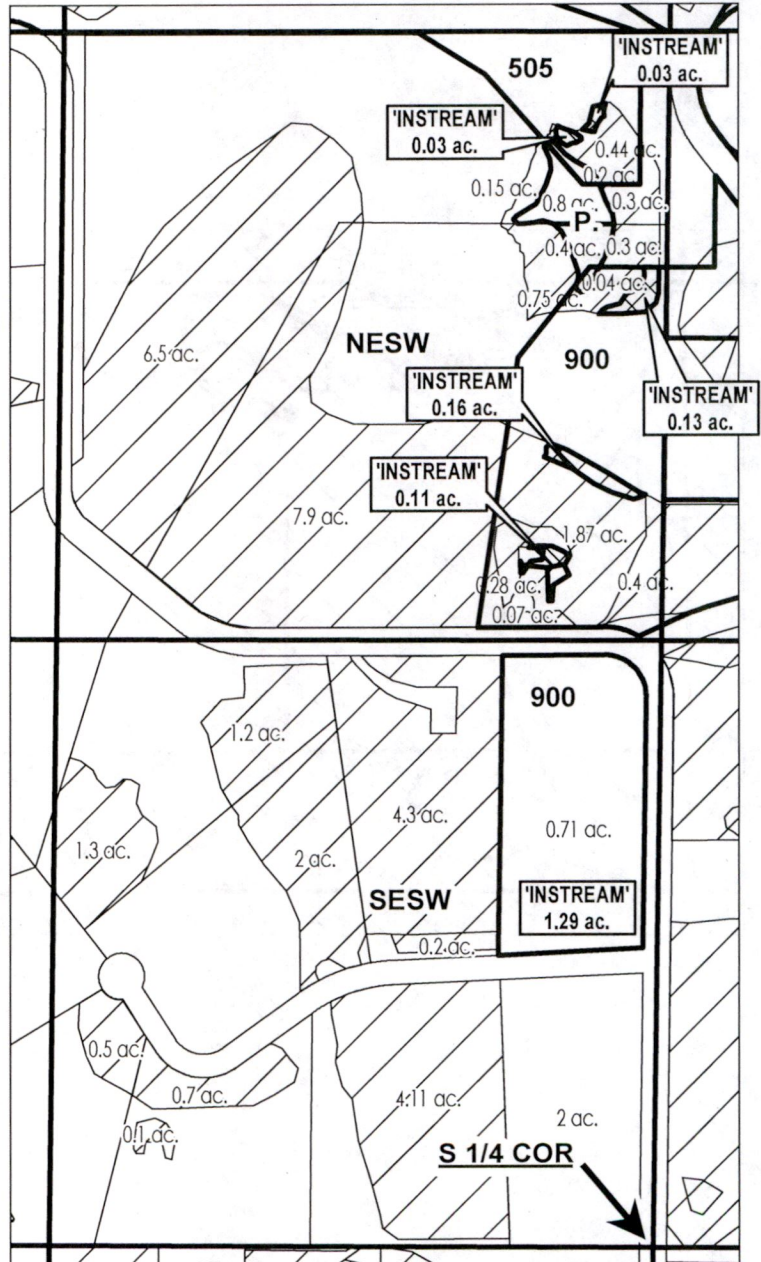 505
'INSTREAM'
0.03 ac.
'INSTREAM'
0.03 ac.
0.44 ac.
0.2 ac.
0.15 ac.
0.8 ac.
0.3 ac.
P.
0.4 ac.
0.3 ac.
0.04 ac.
0.75 ac.
6.5 ac.
NESW
900
'INSTREAM'
0.16 ac.
'INSTREAM'
0.13 ac.
'INSTREAM'
0.11 ac.
7.9 ac.
1.87 ac.
0.28 ac.
0.4 ac.
0.07 ac.
900
1.2 ac.
4.3 ac.
0.71 ac.
1.3 ac.
2 ac.
SESW
'INSTREAM'
1.29 ac.
0.2 ac.
0.5 ac.
0.7 ac.
4.11 ac.
2 ac.
0.1 ac.
S 1/4 COR